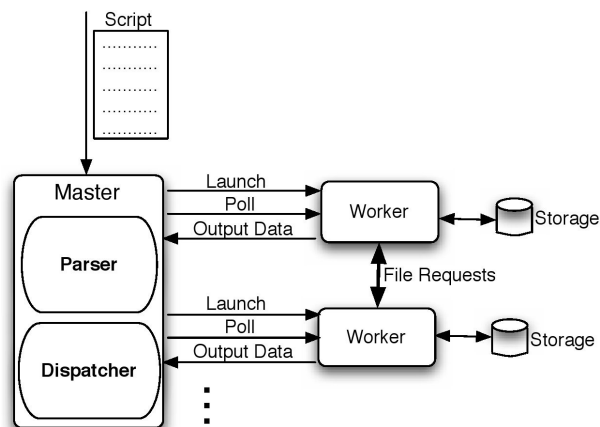 Script
Master
Parser
Dispatcher
Launch
Poll
Output Data
Worker
Storage
File Requests
Launch
Poll
Output Data
Worker
Storage